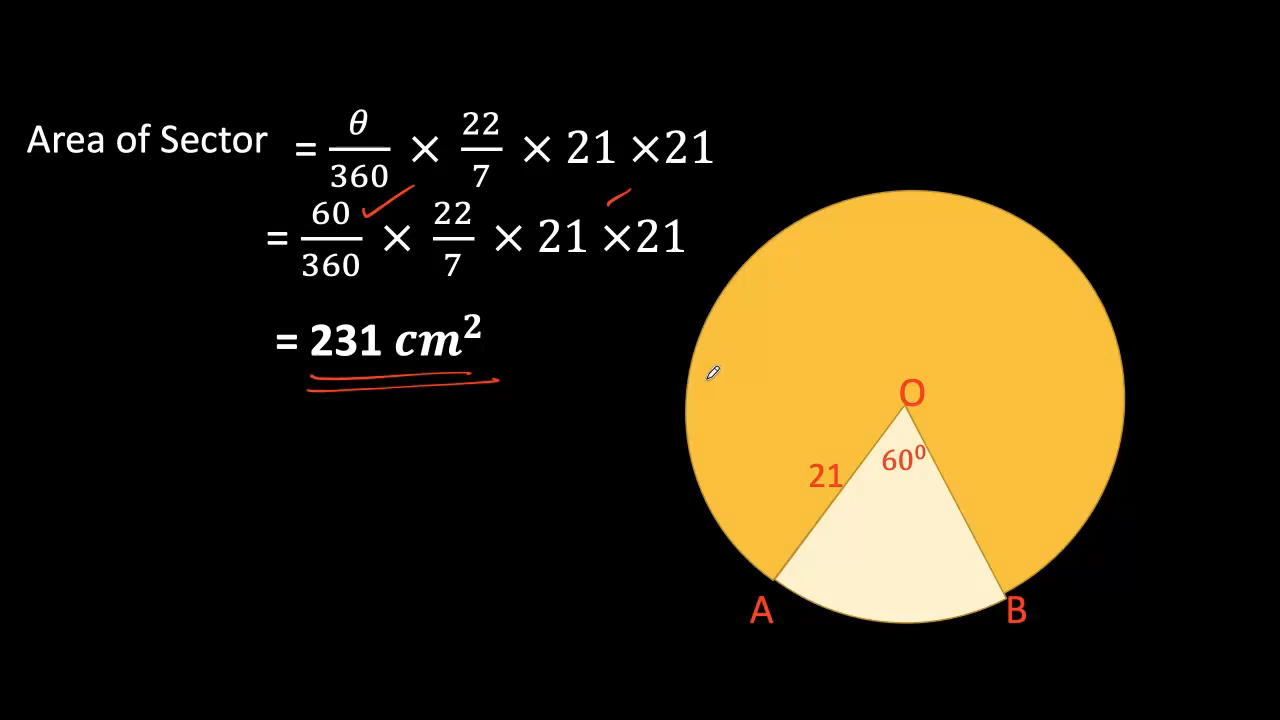 Area of Sector = θ/360 × 22/7 × 21 ×21
= 60/360 × 22/7 × 21 ×21
= 231 cm²
O
60⁰
21
A
B